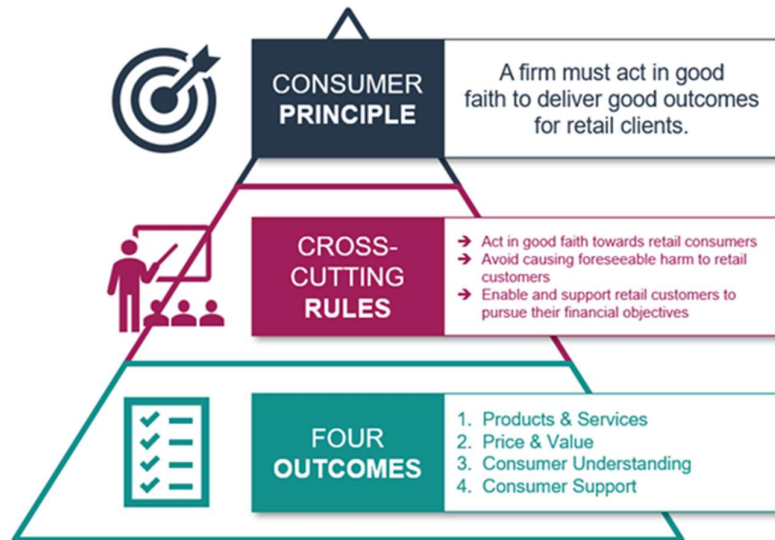 CONSUMER
PRINCIPLE
A firm must act in good
faith to deliver good outcomes
for retail clients.
CROSS-
CUTTING
RULES
➔ Act in good faith towards retail consumers
➔ Avoid causing foreseeable harm to retail
customers
➔ Enable and support retail customers to
pursue their financial objectives
FOUR
OUTCOMES
1. Products & Services
2. Price & Value
3. Consumer Understanding
4. Consumer Support